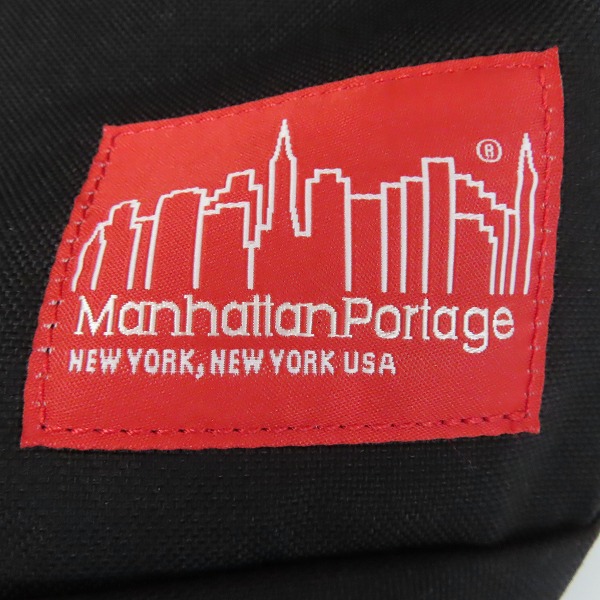 ®
ManhattanPortage
NEW YORK, NEW YORK USA